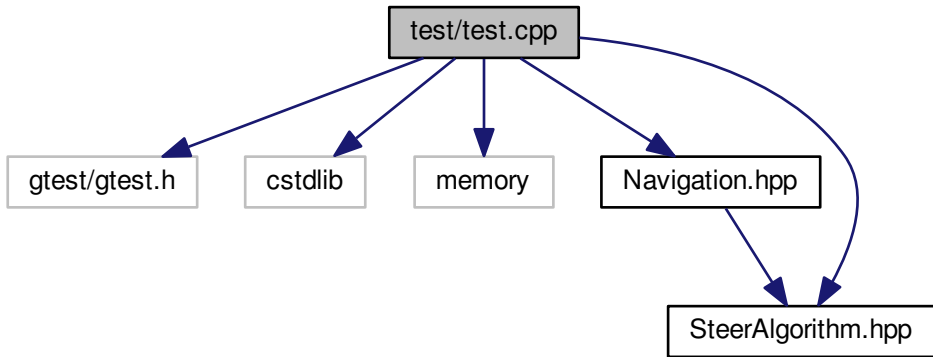 test/test.cpp
gtest/gtest.h
cstdlib
memory
Navigation.hpp
SteerAlgorithm.hpp